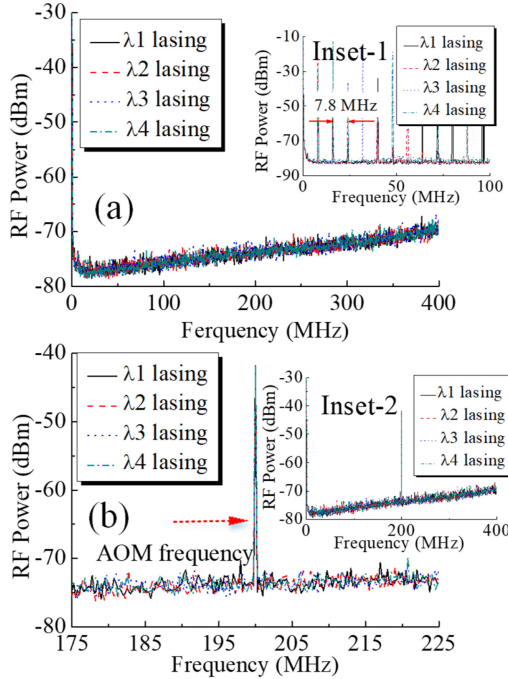 -30
-40
-50
-60
-70
-80
RF Power (dBm)
λ1 lasing
λ2 lasing
λ3 lasing
λ4 lasing
(a)
0 100 200 300 400
Ferquency (MHz)
Inset-1
λ1 lasing
λ2 lasing
λ3 lasing
λ4 lasing
7.8 MHz
-10
-30
-50
-70
-90
RF Power (dBm)
0 50 100
Frequency (MHz)
-40
-50
-60
-70
-80
RF Power (dBm)
λ1 lasing
λ2 lasing
λ3 lasing
λ4 lasing
(b)
AOM frequency
175 185 195 205 215 225
Frequency (MHz)
Inset-2
λ1 lasing
λ2 lasing
λ3 lasing
λ4 lasing
-30
-40
-50
-60
-70
-80
RF Power (dBm)
0 200 400
Frequency (MHz)